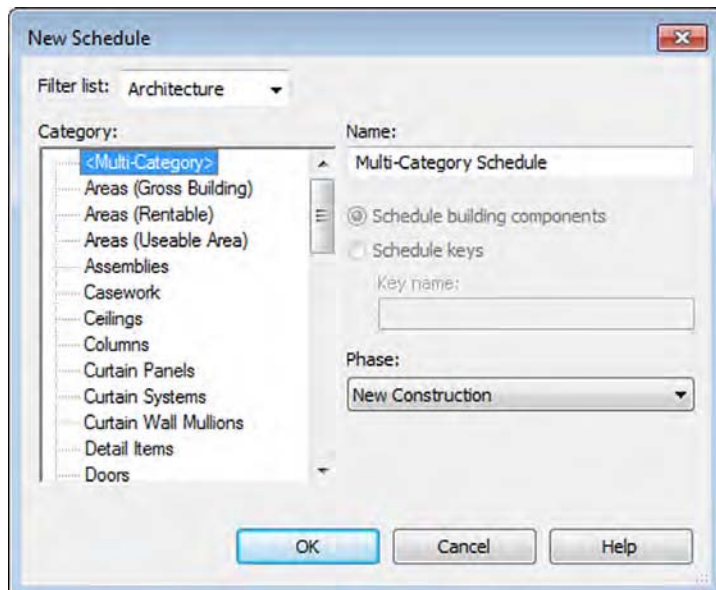 New Schedule
Filter list: Architecture
Category:
<Multi-Category>
Areas (Gross Building)
Areas (Rentable)
Areas (Useable Area)
Assemblies
Casework
Ceilings
Columns
Curtain Panels
Curtain Systems
Curtain Wall Mullions
Detail Items
Doors
Name:
Multi-Category Schedule
Schedule building components
Schedule keys
Key name:
Phase:
New Construction
OK Cancel Help